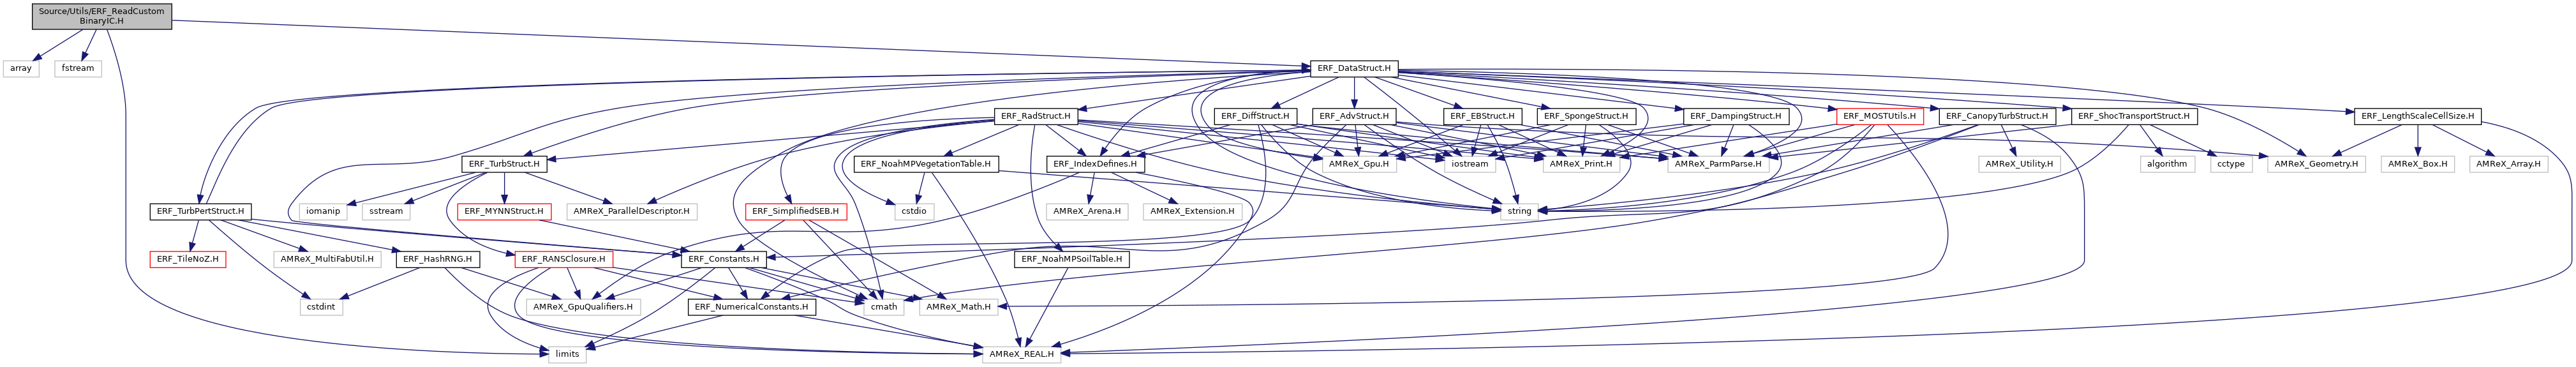 Source/Utils/ERF_ReadCustom
BinaryIC.H
array
fstream
ERF_DataStruct.H
ERF_RadStruct.H
ERF_DiffStruct.H
ERF_AdvStruct.H
ERF_EBStruct.H
ERF_SpongeStruct.H
ERF_DampingStruct.H
ERF_MOSTUtils.H
ERF_CanopyTurbStruct.H
ERF_ShocTransportStruct.H
ERF_LengthScaleCellSize.H
ERF_TurbStruct.H
ERF_NoahMPVegetationTable.H
ERF_IndexDefines.H
AMReX_Gpu.H
iostream
AMReX_Print.H
AMReX_ParmParse.H
AMReX_Utility.H
algorithm
cctype
AMReX_Geometry.H
AMReX_Box.H
AMReX_Array.H
ERF_TurbPertStruct.H
iomanip
sstream
ERF_MYNNStruct.H
AMReX_ParallelDescriptor.H
ERF_SimplifiedSEB.H
cstdio
AMReX_Arena.H
AMReX_Extension.H
string
ERF_TileNoZ.H
AMReX_MultiFabUtil.H
ERF_HashRNG.H
ERF_RANSClosure.H
ERF_Constants.H
ERF_NoahMPSoilTable.H
cstdint
AMReX_GpuQualifiers.H
ERF_NumericalConstants.H
cmath
AMReX_Math.H
limits
AMReX_REAL.H